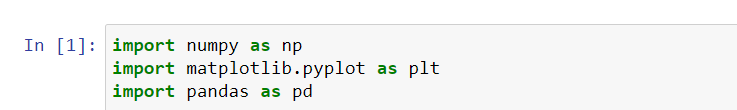 In [1]: import numpy as np
import matplotlib.pyplot as plt
import pandas as pd